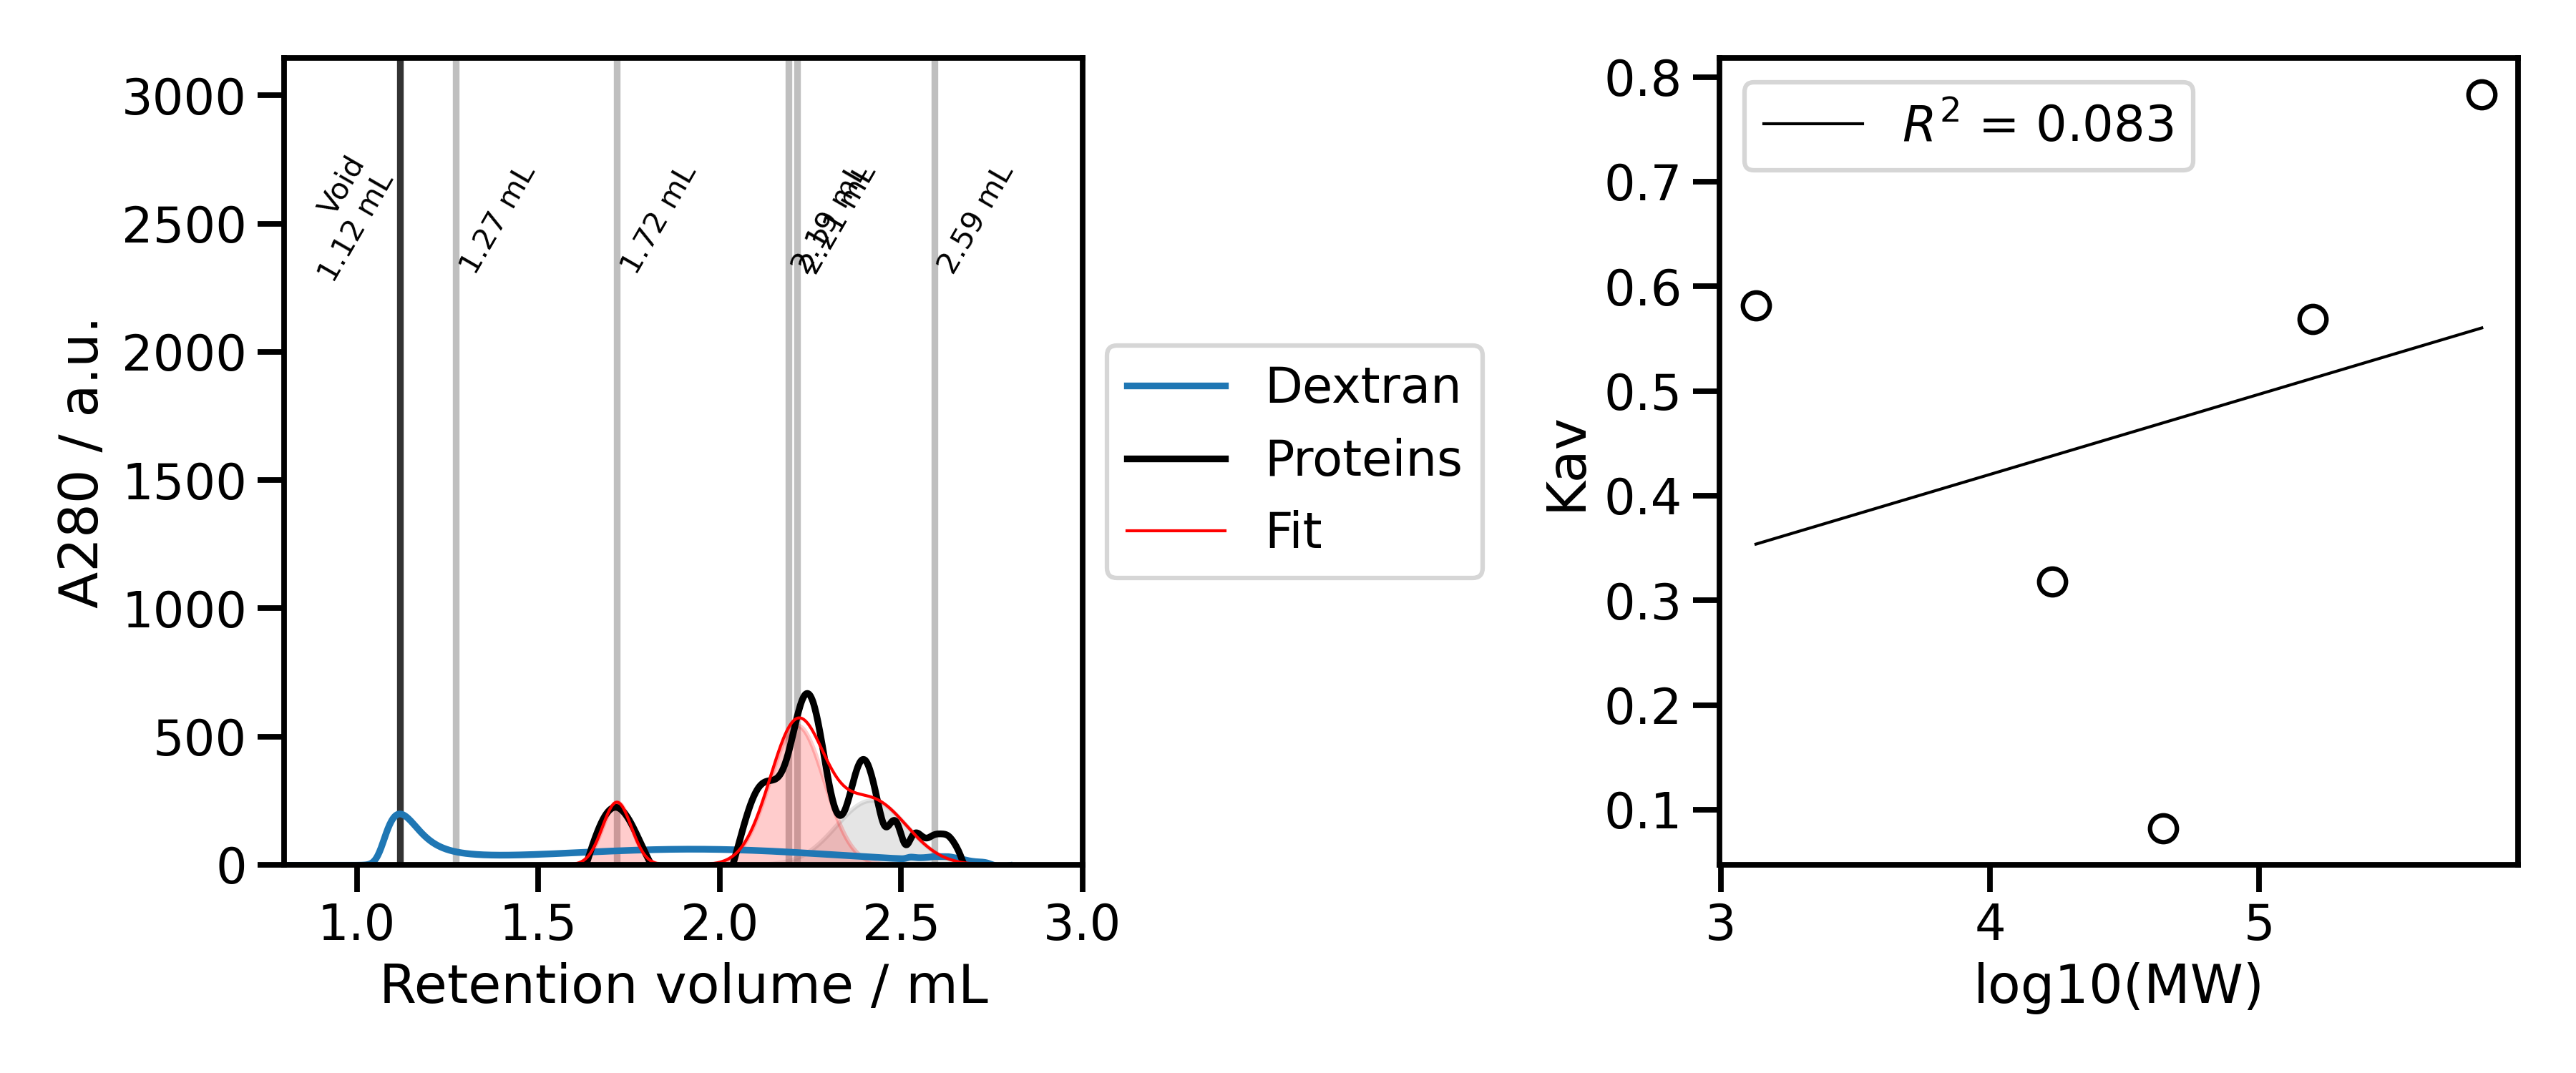 3000
2500
2000
1500
1000
500
0
A280 / a.u.
Void
1.12 mL
1.27 mL
1.72 mL
2.19 mL
2.21 mL
2.59 mL
1.0 1.5 2.0 2.5 3.0
Retention volume / mL
Dextran
Proteins
Fit
0.8
0.7
0.6
0.5
0.4
0.3
0.2
0.1
Kav
R² = 0.083
3 4 5
log10(MW)